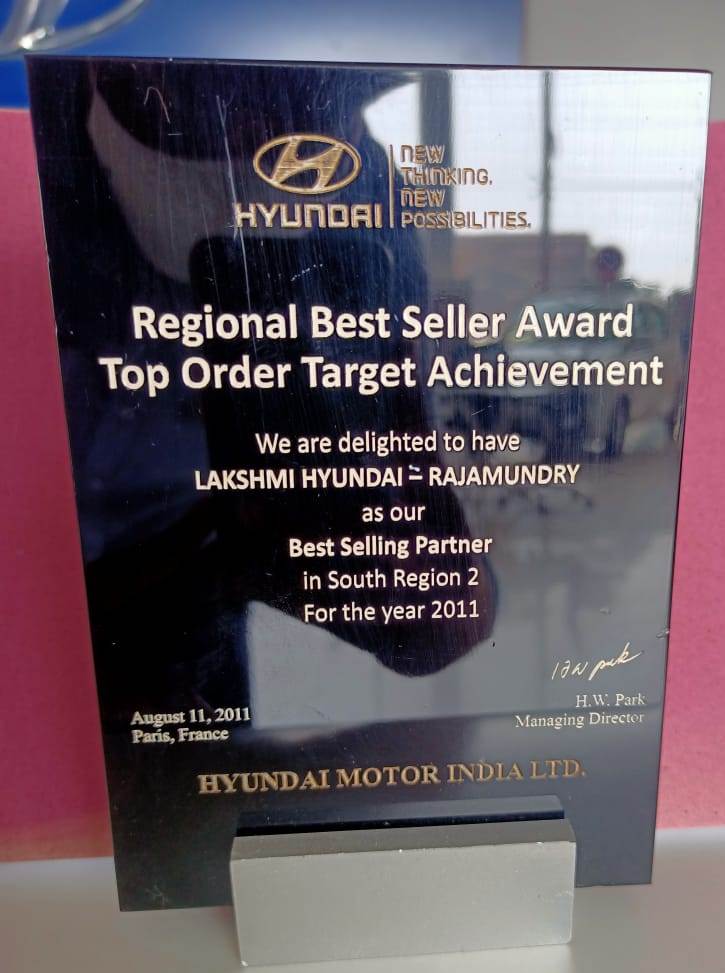 HYUNDAI
NEW
THINKING.
NEW
POSSIBILITIES.
Regional Best Seller Award
Top Order Target Achievement
We are delighted to have
LAKSHMI HYUNDAI - RAJAMUNDRY
as our
Best Selling Partner
in South Region 2
For the year 2011
H.W. Park
Managing Director
August 11, 2011
Paris, France
HYUNDAI MOTOR INDIA LTD.